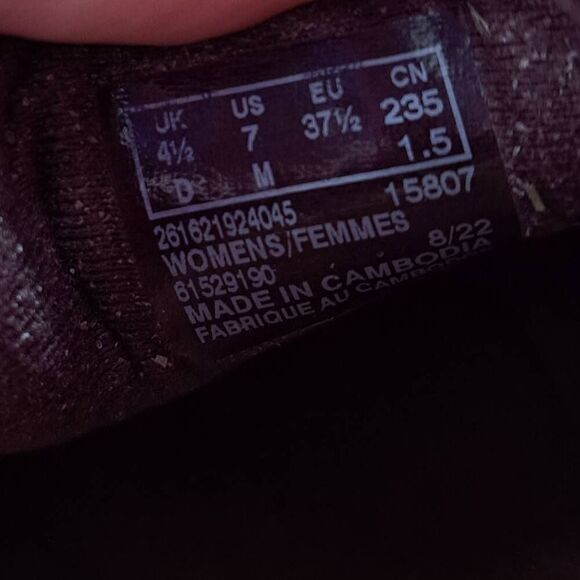 UK US EU CN
4½ 7 37½ 235
D M 1.5
261621924045 15807
WOMENS/FEMMES
61529190 8/22
MADE IN CAMBODIA
FABRIQUE AU